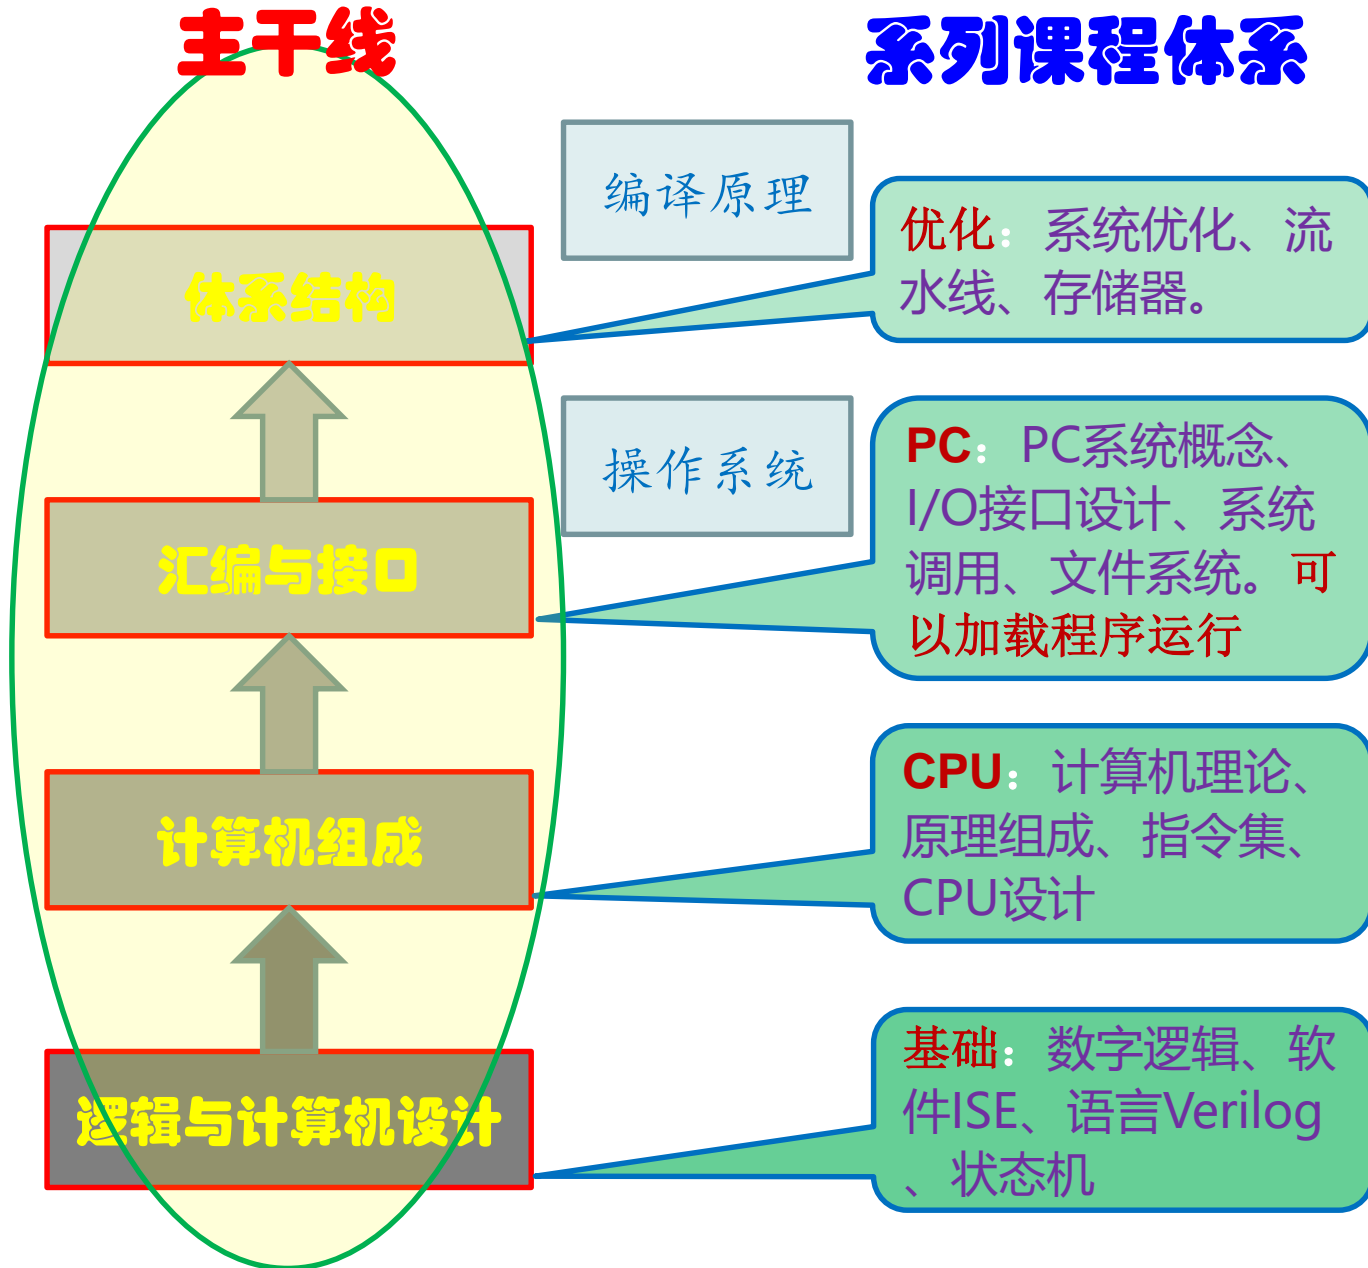 主干线
系列课程体系
编译原理
优化：系统优化、流
水线、存储器。
体系结构
操作系统
PC：PC系统概念、
I/O接口设计、系统
调用、文件系统。可
以加载程序运行
汇编与接口
CPU：计算机理论、
原理组成、指令集、
CPU设计
计算机组成
基础：数字逻辑、软
件ISE、语言Verilog
、状态机
逻辑与计算机设计